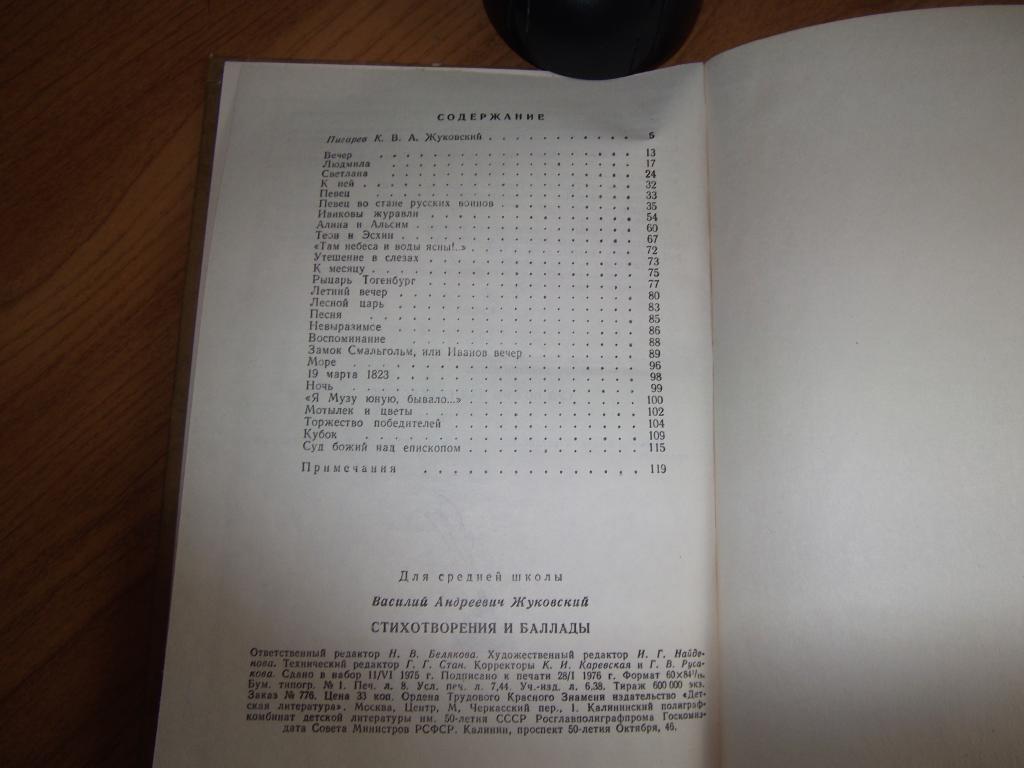 СОДЕРЖАНИЕ
Пигарев К. В. А. Жуковский . . . . . . . . . . 5
Вечер . . . . . . . . . . . . . . . . . 13
Людмила . . . . . . . . . . . . . . . . 17
Светлана . . . . . . . . . . . . . . . . 24
К ней . . . . . . . . . . . . . . . . . . 32
Певец . . . . . . . . . . . . . . . . . 33
Певец во стане русских воинов . . . . . . . . . 35
Ивиковы журавли . . . . . . . . . . . . . . 54
Алина и Альсим . . . . . . . . . . . . . . . 60
Теон и Эсхин . . . . . . . . . . . . . . . . 67
«Там небеса и воды ясны!..» . . . . . . . . . . . 72
Утешение в слезах . . . . . . . . . . . . . . 73
К месяцу . . . . . . . . . . . . . . . . . 75
Рыцарь Тогенбург . . . . . . . . . . . . . . 77
Летний вечер . . . . . . . . . . . . . . . . 80
Лесной царь . . . . . . . . . . . . . . . . 83
Песня . . . . . . . . . . . . . . . . . . 85
Невыразимое . . . . . . . . . . . . . . . . 86
Воспоминание . . . . . . . . . . . . . . . . 88
Замок Смальгольм, или Иванов вечер . . . . . . . . 89
Море . . . . . . . . . . . . . . . . . . . 96
19 марта 1823 . . . . . . . . . . . . . . . . 98
Ночь . . . . . . . . . . . . . . . . . . . 99
«Я Музу юную, бывало...» . . . . . . . . . . . . 100
Мотылек и цветы . . . . . . . . . . . . . . . 102
Торжество победителей . . . . . . . . . . . . . 104
Кубок . . . . . . . . . . . . . . . . . . 109
Суд божий над епископом . . . . . . . . . . . . 115
Примечания . . . . . . . . . . . . . . . 119
Для средней школы
Василий Андреевич Жуковский
СТИХОТВОРЕНИЯ И БАЛЛАДЫ
Ответственный редактор Н. В. Белякова. Художественный редактор И. Г. Найде-
нова. Технический редактор Г. Г. Стан. Корректоры К. И. Каревская и Г. В. Руса-
кова. Сдано в набор 11/VI 1975 г. Подписано к печати 28/I 1976 г. Формат 60×84¹/₁₆.
Бум. типогр. № 1. Печ. л. 8. Усл. печ. л. 7,44. Уч.-изд. л. 6,38. Тираж 600 000 экз.
Заказ № 776. Цена 33 коп. Ордена Трудового Красного Знамени издательство «Дет-
ская литература». Москва, Центр, М, Черкасский пер., 1. Калининский полиграф-
комбинат детской литературы им. 50-летия СССР Росглавполиграфпрома Госкомиз-
дата Совета Министров РСФСР. Калинин, проспект 50-летия Октября, 46.